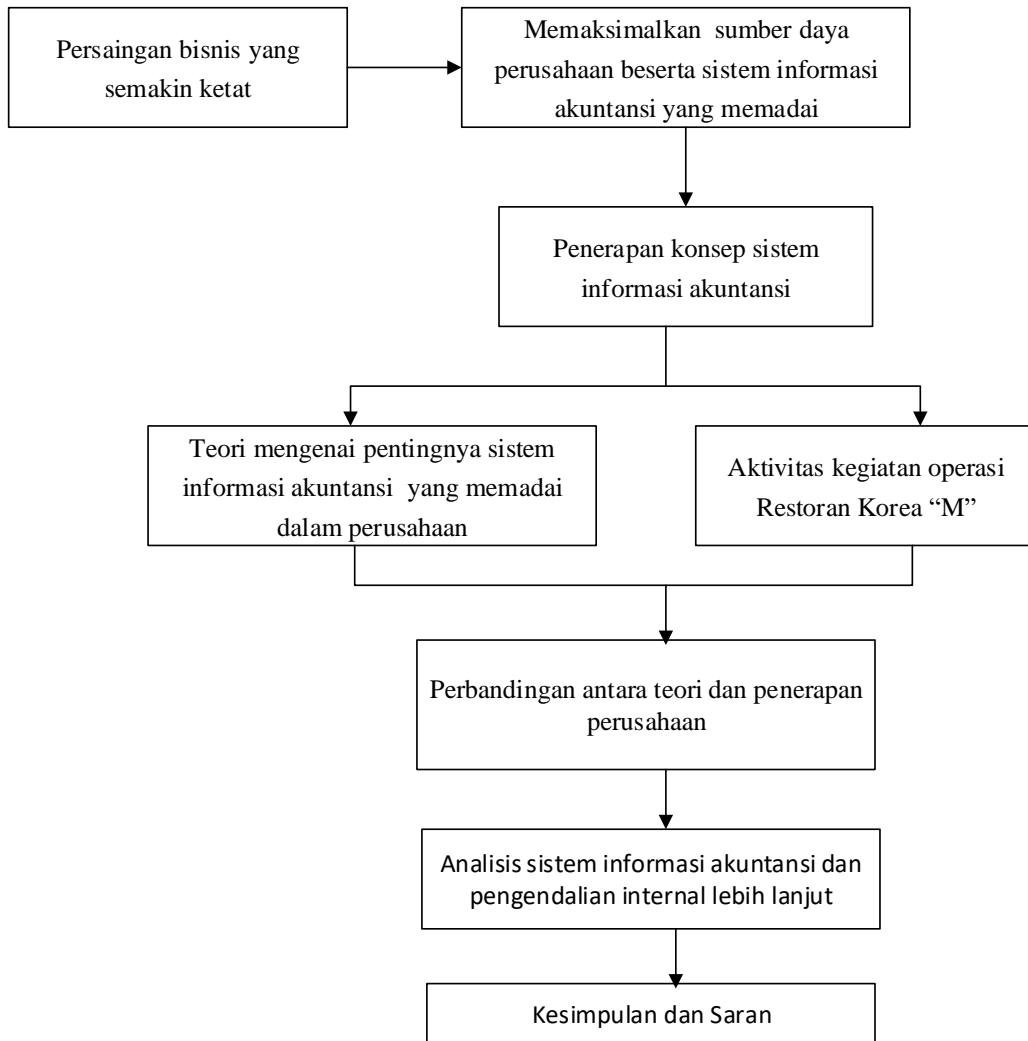 Persaingan bisnis yang
semakin ketat
Memaksimalkan sumber daya
perusahaan beserta sistem informasi
akuntansi yang memadai
Penerapan konsep sistem
informasi akuntansi
Teori mengenai pentingnya sistem
informasi akuntansi yang memadai
dalam perusahaan
Aktivitas kegiatan operasi
Restoran Korea “M”
Perbandingan antara teori dan penerapan
perusahaan
Analisis sistem informasi akuntansi dan
pengendalian internal lebih lanjut
Kesimpulan dan Saran